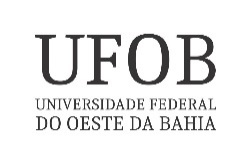 UFOB
UNIVERSIDADE FEDERAL
DO OESTE DA BAHIA